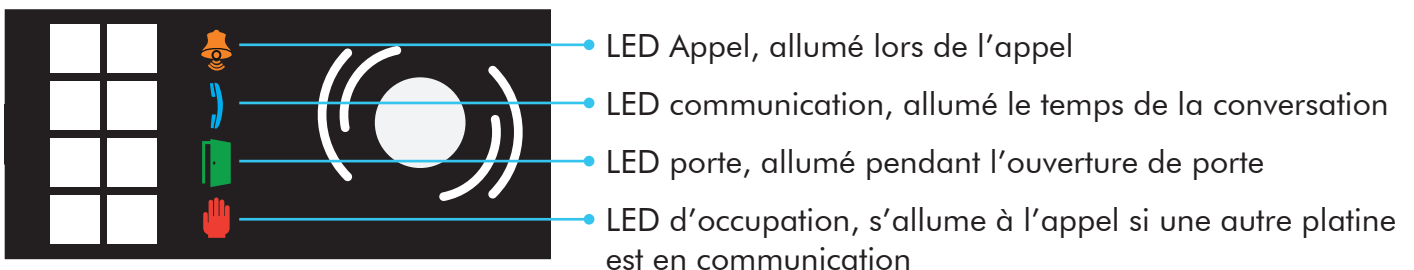 LED Appel, allumé lors de l’appel
LED communication, allumé le temps de la conversation
LED porte, allumé pendant l’ouverture de porte
LED d’occupation, s’allume à l’appel si une autre platine
est en communication